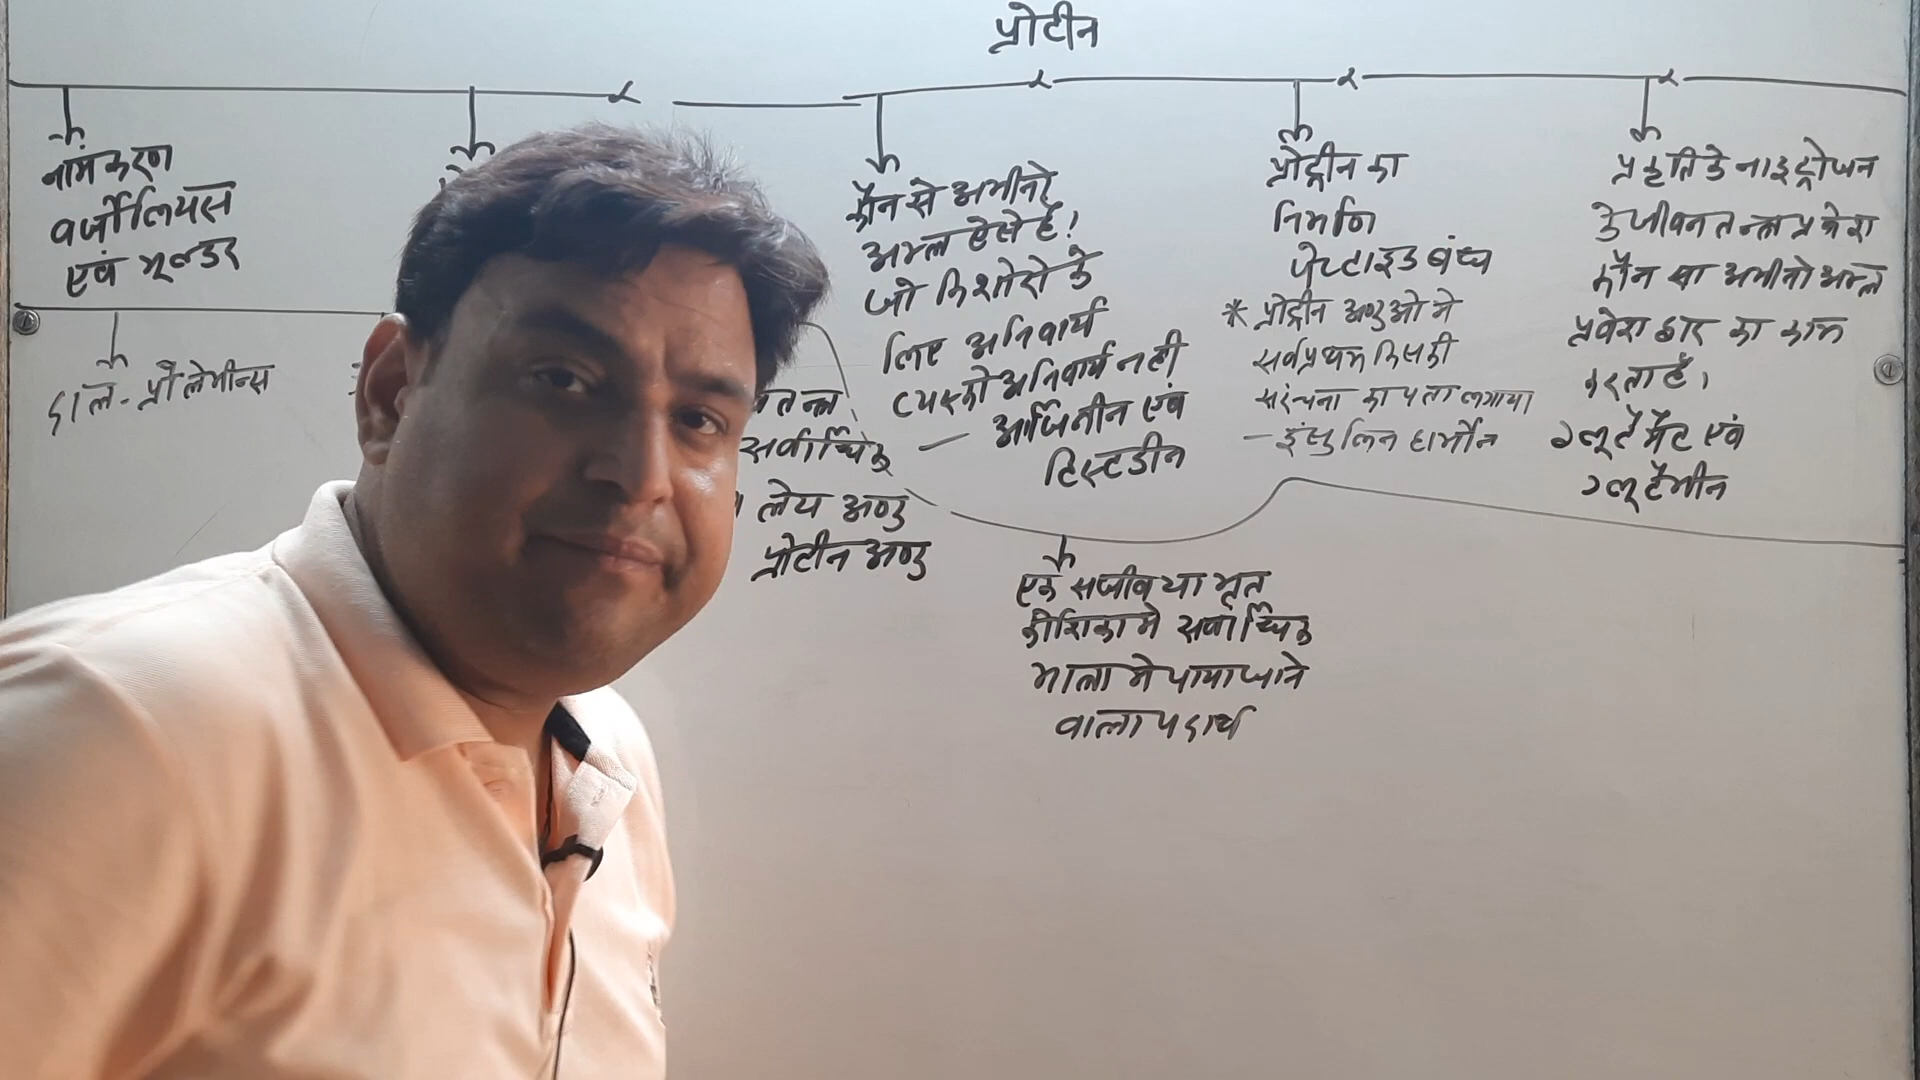 प्रोटीन
नामकरण
वर्जीलियस
एवं मूल्डर
कौन से अमीनो
अम्ल ऐसे हैं!
जो किशोरो के
लिए अनिवार्य
अनिवार्य नही
— आर्जिनीन एवं
हिस्टडीन
प्रोट्रीन का
निर्माण
पेप्टाइड बंध
* प्रोट्रीन अणुओ मे
सर्वप्रथम किसकी
संरचना का पता लगाया
– इंसुलिन हार्मोन
प्रकृति के नाइट्रोजन
के जीवन तन्त्र प्रवेश
कौन सा अमीनो अम्ल
प्रवेश द्वार का काम
करता है,
ग्लूटैमैट एवं
ग्लूटैमीन
दाल - प्रौलेमीन्स
तन्त्र
सर्वाधिक
लेय अणु
प्रोटीन अणु
एक सजीव या मृत
कोशिका मे सर्वाधिक
मात्रा मे पाया जाने
वाला पदार्थ